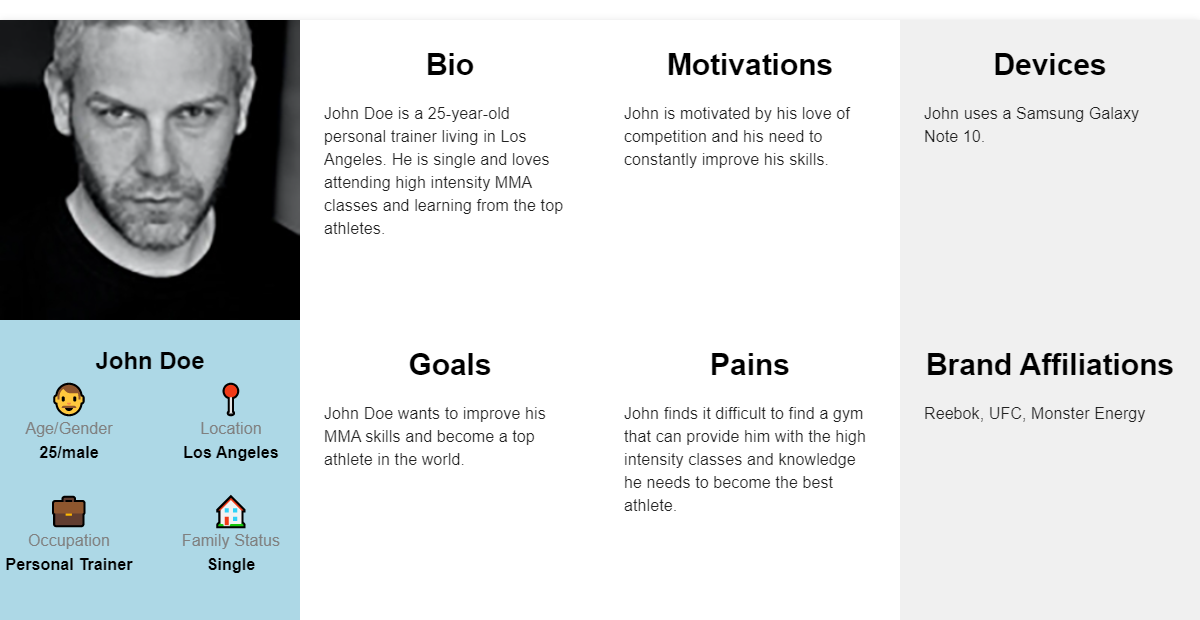 Bio
John Doe is a 25-year-old
personal trainer living in Los
Angeles. He is single and loves
attending high intensity MMA
classes and learning from the top
athletes.
Motivations
John is motivated by his love of
competition and his need to
constantly improve his skills.
Devices
John uses a Samsung Galaxy
Note 10.
John Doe
Age/Gender
25/male
Location
Los Angeles
Occupation
Personal Trainer
Family Status
Single
Goals
John Doe wants to improve his
MMA skills and become a top
athlete in the world.
Pains
John finds it difficult to find a gym
that can provide him with the high
intensity classes and knowledge
he needs to become the best
athlete.
Brand Affiliations
Reebok, UFC, Monster Energy